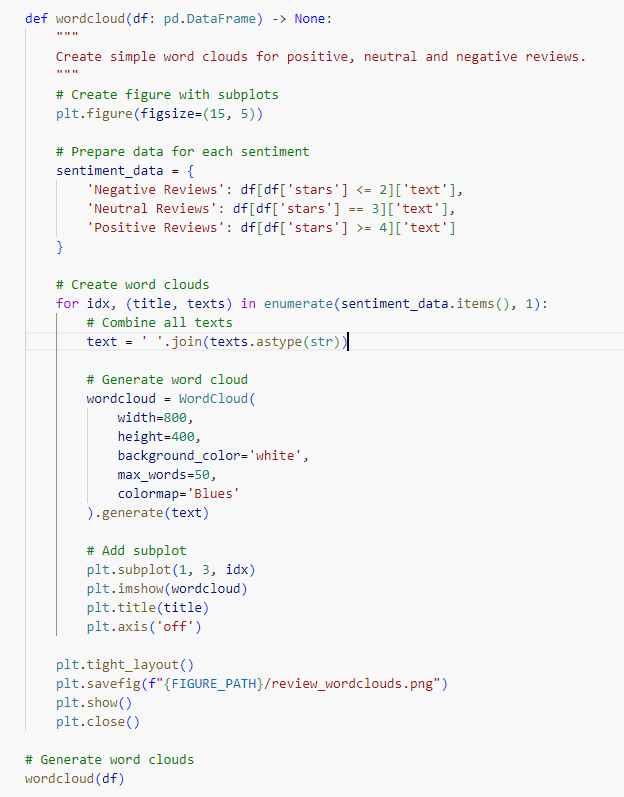 def wordcloud(df: pd.DataFrame) -> None:
    """
    Create simple word clouds for positive, neutral and negative reviews.
    """
    # Create figure with subplots
    plt.figure(figsize=(15, 5))

    # Prepare data for each sentiment
    sentiment_data = {
        'Negative Reviews': df[df['stars'] <= 2]['text'],
        'Neutral Reviews': df[df['stars'] == 3]['text'],
        'Positive Reviews': df[df['stars'] >= 4]['text']
    }

    # Create word clouds
    for idx, (title, texts) in enumerate(sentiment_data.items(), 1):
        # Combine all texts
        text = ' '.join(texts.astype(str))

        # Generate word cloud
        wordcloud = WordCloud(
            width=800,
            height=400,
            background_color='white',
            max_words=50,
            colormap='Blues'
        ).generate(text)

        # Add subplot
        plt.subplot(1, 3, idx)
        plt.imshow(wordcloud)
        plt.title(title)
        plt.axis('off')

    plt.tight_layout()
    plt.savefig(f"{FIGURE_PATH}/review_wordclouds.png")
    plt.show()
    plt.close()

# Generate word clouds
wordcloud(df)